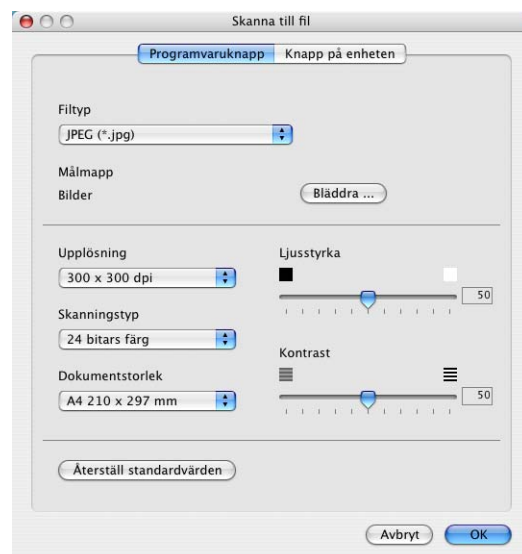 Skanna till fil
Programvaruknapp Knapp på enheten
Filtyp
JPEG (*.jpg)
Målmapp
Bilder Bläddra ...
Upplösning Ljusstyrka
300 x 300 dpi
50
Skanningstyp
24 bitars färg
Kontrast
Dokumentstorlek
A4 210 x 297 mm 50
Återställ standardvärden
Avbryt OK